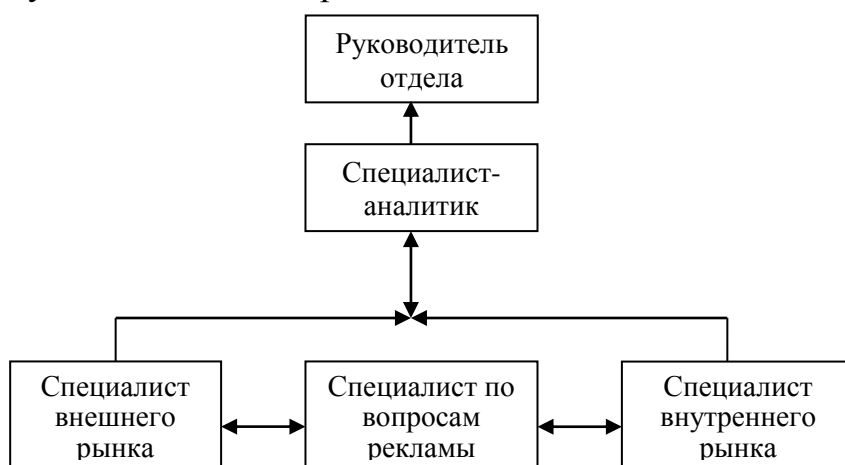 Руководитель
отдела
Специалист-
аналитик
Специалист
внешнего
рынка
Специалист по
вопросам
рекламы
Специалист
внутреннего
рынка